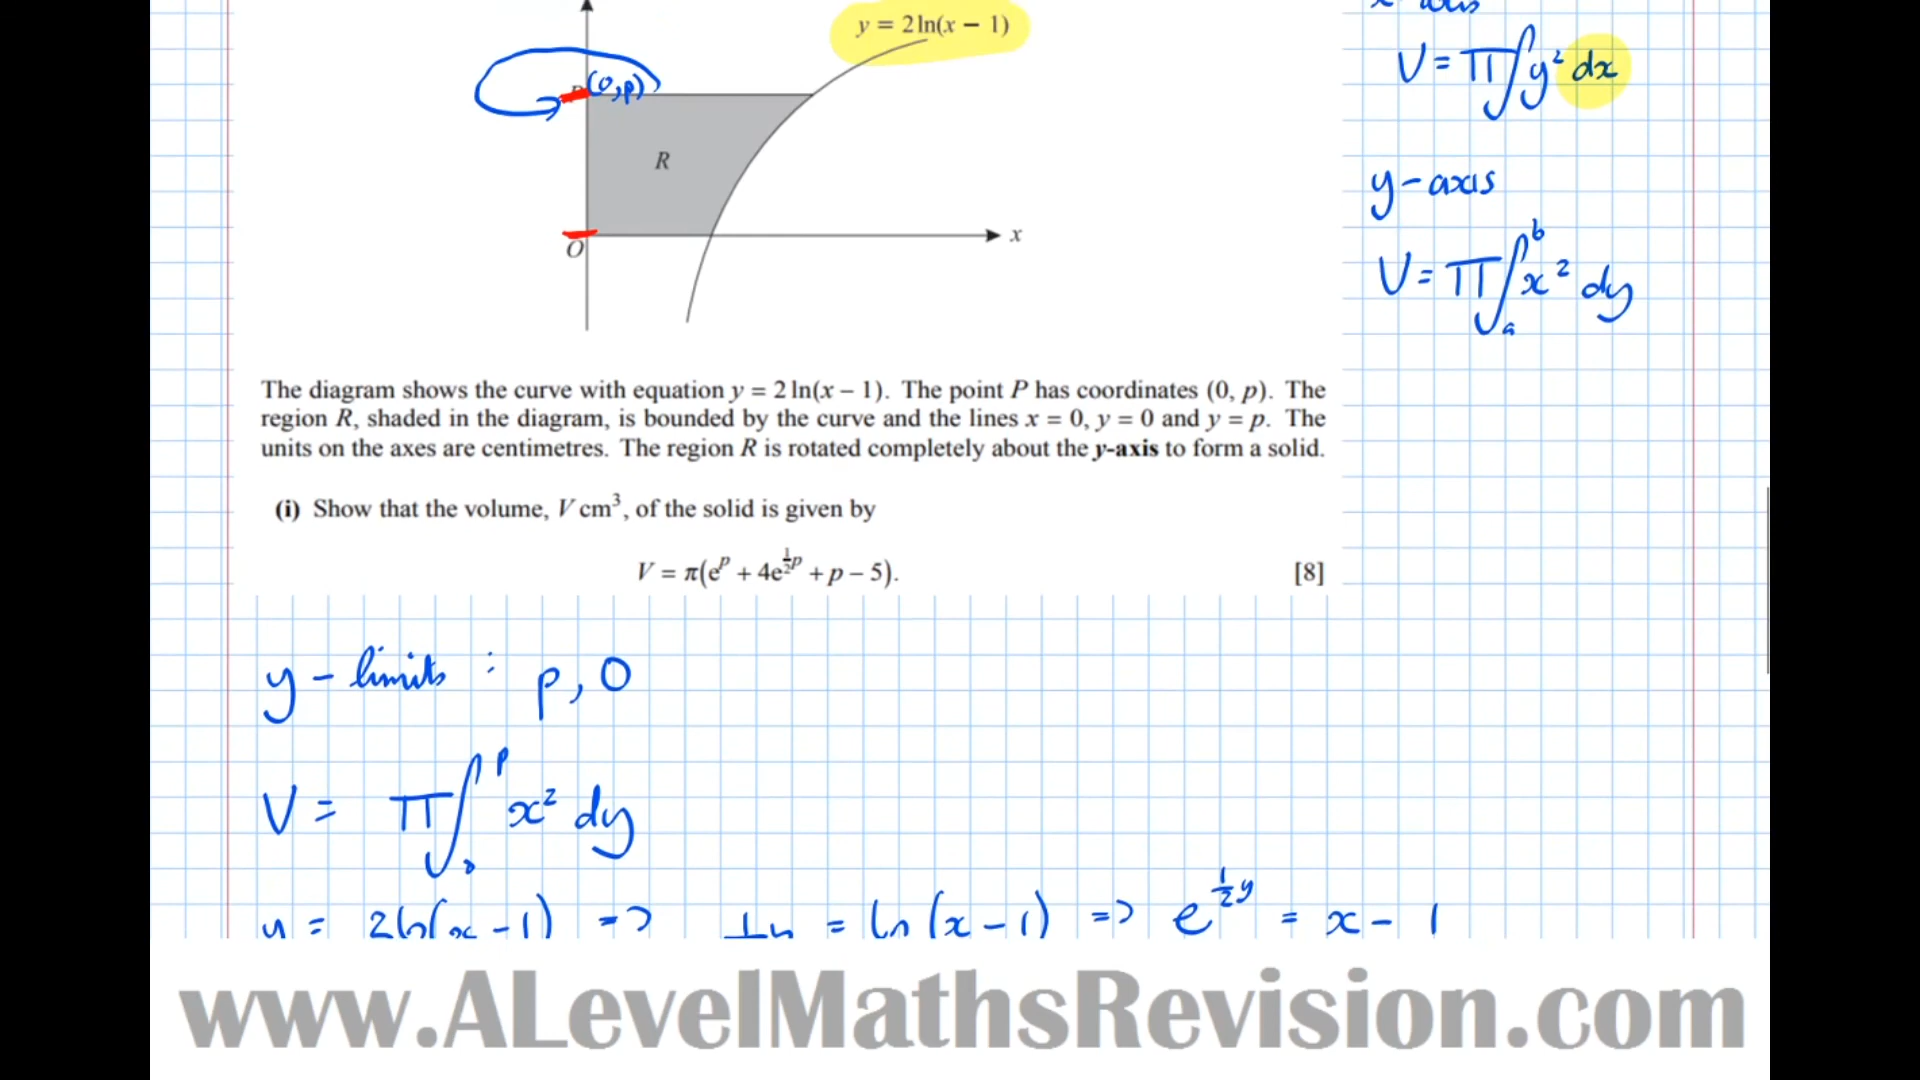 y = 2 ln(x − 1)
(0, p)
R
O
x
V = π∫y² dx
y-axis
V = π∫ₐᵇ x² dy
The diagram shows the curve with equation y = 2 ln(x − 1). The point P has coordinates (0, p). The
region R, shaded in the diagram, is bounded by the curve and the lines x = 0, y = 0 and y = p. The
units on the axes are centimetres. The region R is rotated completely about the y-axis to form a solid.
(i) Show that the volume, V cm³, of the solid is given by
V = π(e^p + 4e^{½p} + p − 5). [8]
y - limits : p, 0
V = π∫₀ᵖ x² dy
y = 2ln(x − 1) => ½y = ln(x − 1) => e^{½y} = x − 1
www.ALevelMathsRevision.com